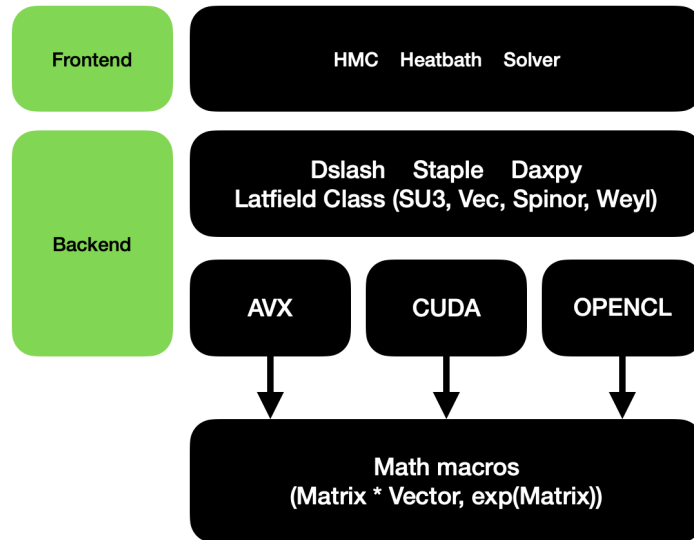 Frontend
HMC Heatbath Solver
Backend
Dslash Staple Daxpy
Latfield Class (SU3, Vec, Spinor, Weyl)
AVX
CUDA
OPENCL
Math macros
(Matrix * Vector, exp(Matrix))